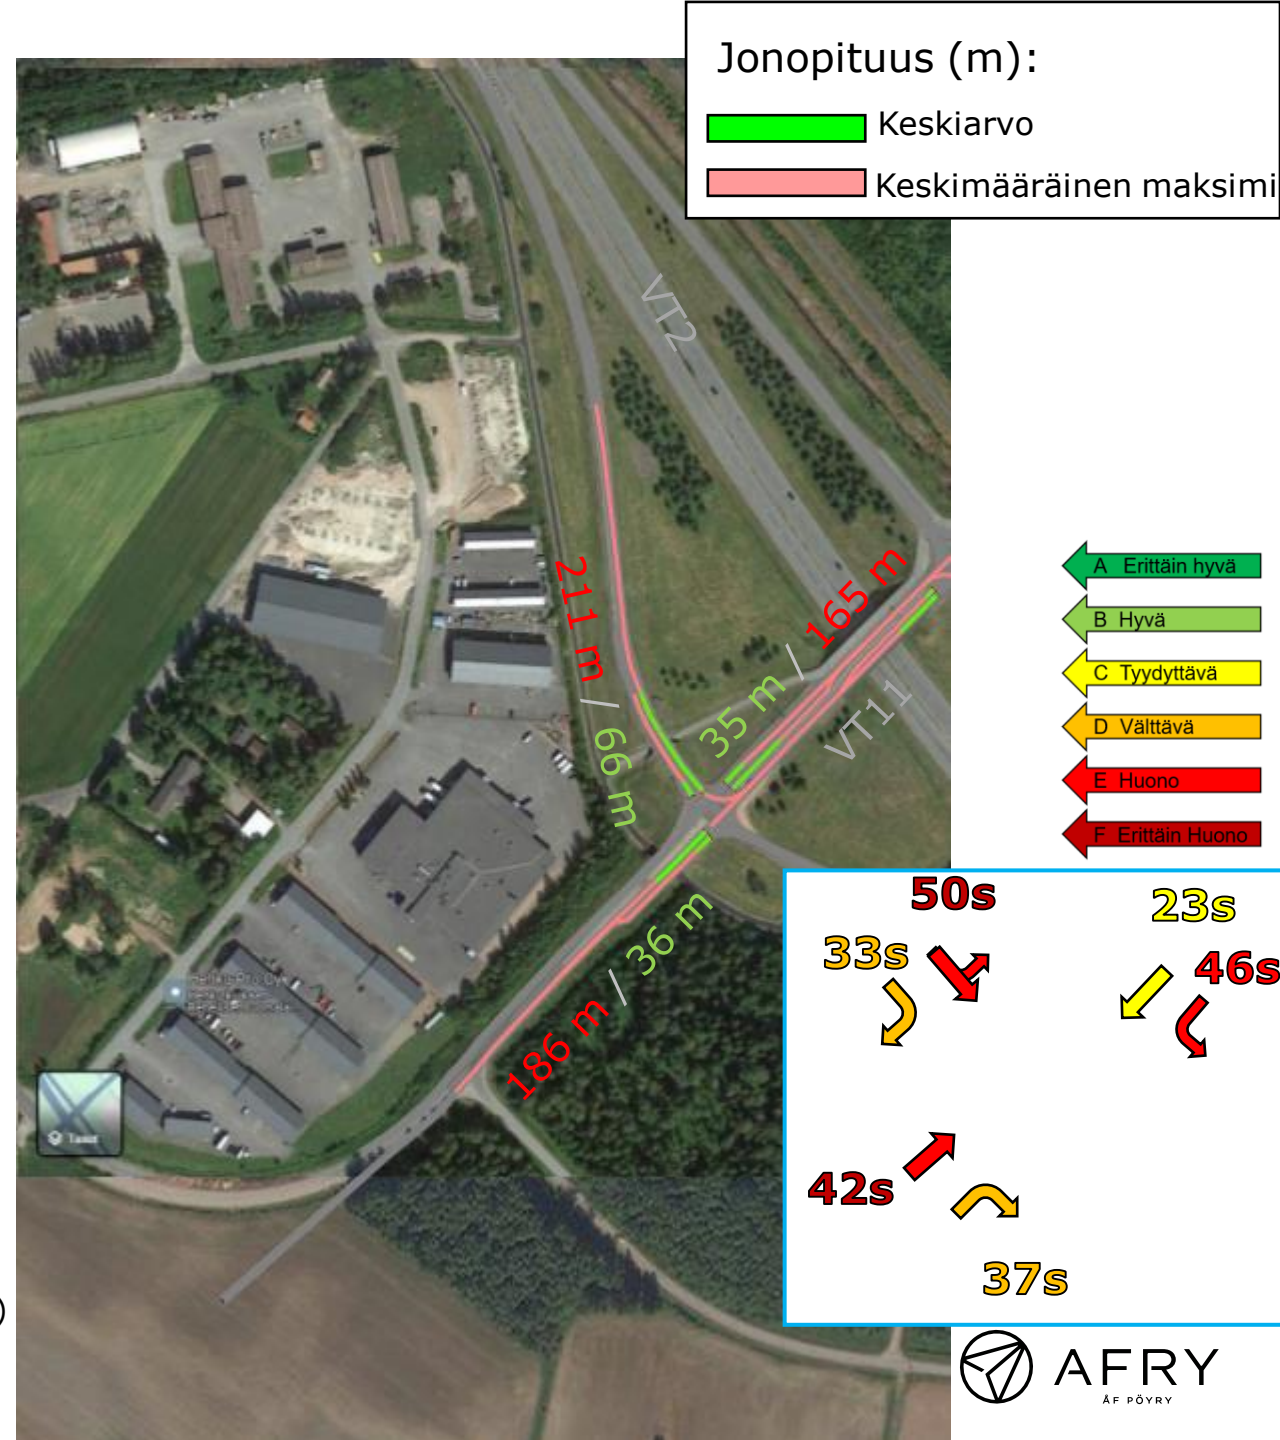 Jonopituus (m):
Keskiarvo
Keskimääräinen maksimi
VT2
211 m / 66 m
35 m / 165 m
VT11
186 m / 36 m
A Erittäin hyvä
B Hyvä
C Tyydyttävä
D Välttävä
E Huono
F Erittäin Huono
50s
23s
33s
46s
42s
37s
)
AFRY
ÅF PÖYRY